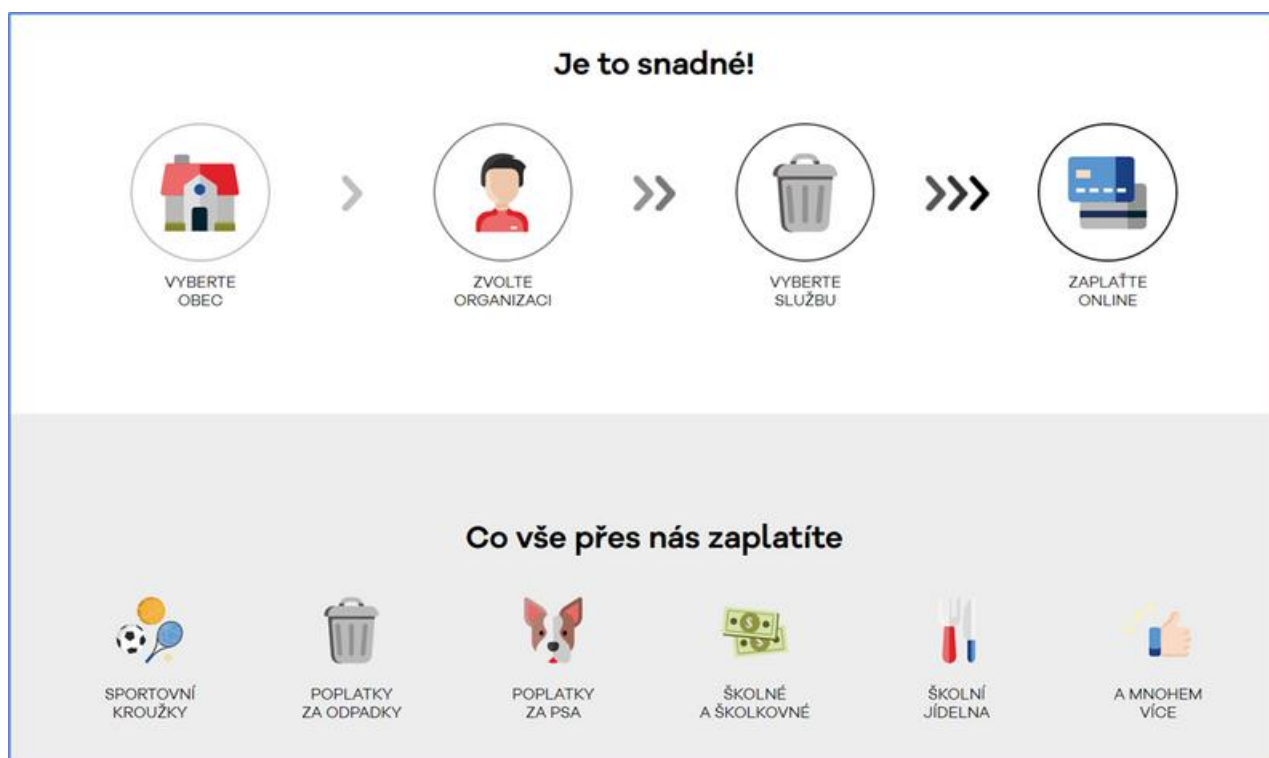 Je to snadné!
VYBERTE
OBEC
ZVOLTE
ORGANIZACI
VYBERTE
SLUŽBU
ZAPLAŤTE
ONLINE
Co vše přes nás zaplatíte
SPORTOVNÍ
KROUŽKY
POPLATKY
ZA ODPADKY
POPLATKY
ZA PSA
ŠKOLNÉ
A ŠKOLKOVNÉ
ŠKOLNÍ
JÍDELNA
A MNOHEM
VÍCE